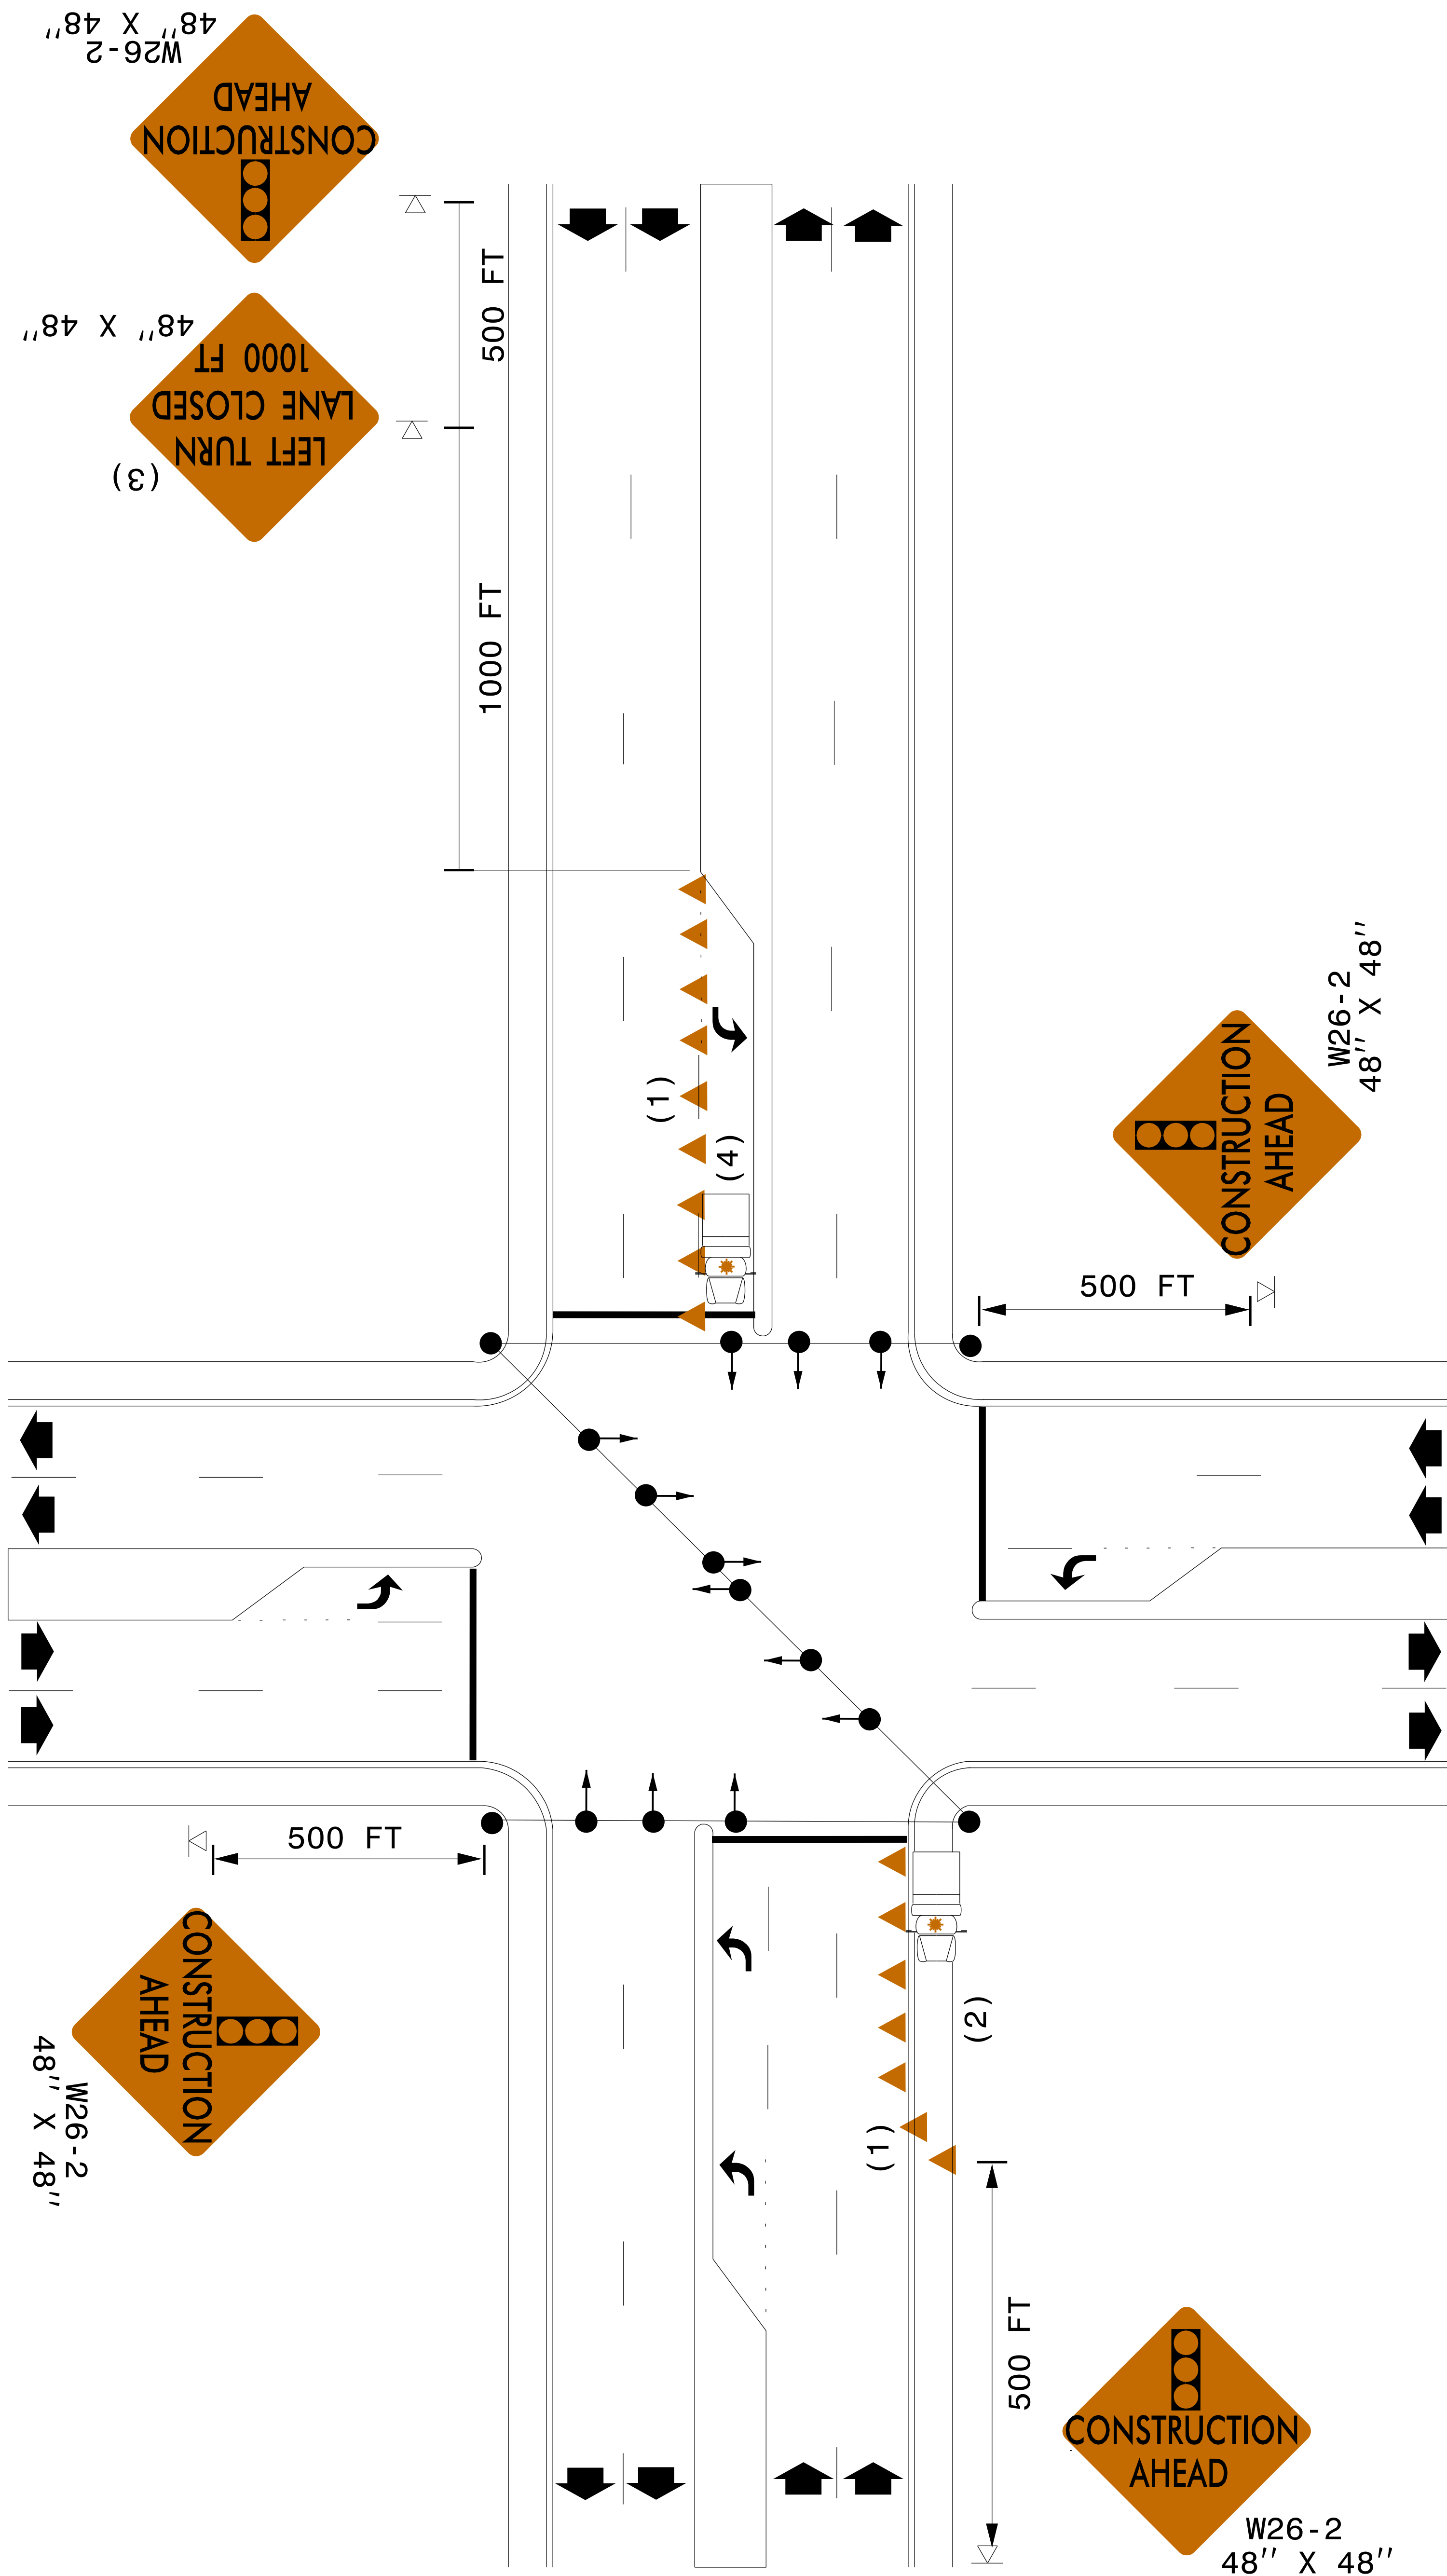 48'' X 48''
W26-2
CONSTRUCTION
AHEAD
500 FT
48'' X 48''
LEFT TURN
LANE CLOSED
1000 FT
(3)
1000 FT
(1)
(4)
W26-2
48'' X 48''
CONSTRUCTION
AHEAD
500 FT
500 FT
CONSTRUCTION
AHEAD
W26-2
48'' X 48''
(2)
(1)
500 FT
CONSTRUCTION
AHEAD
W26-2
48'' X 48''